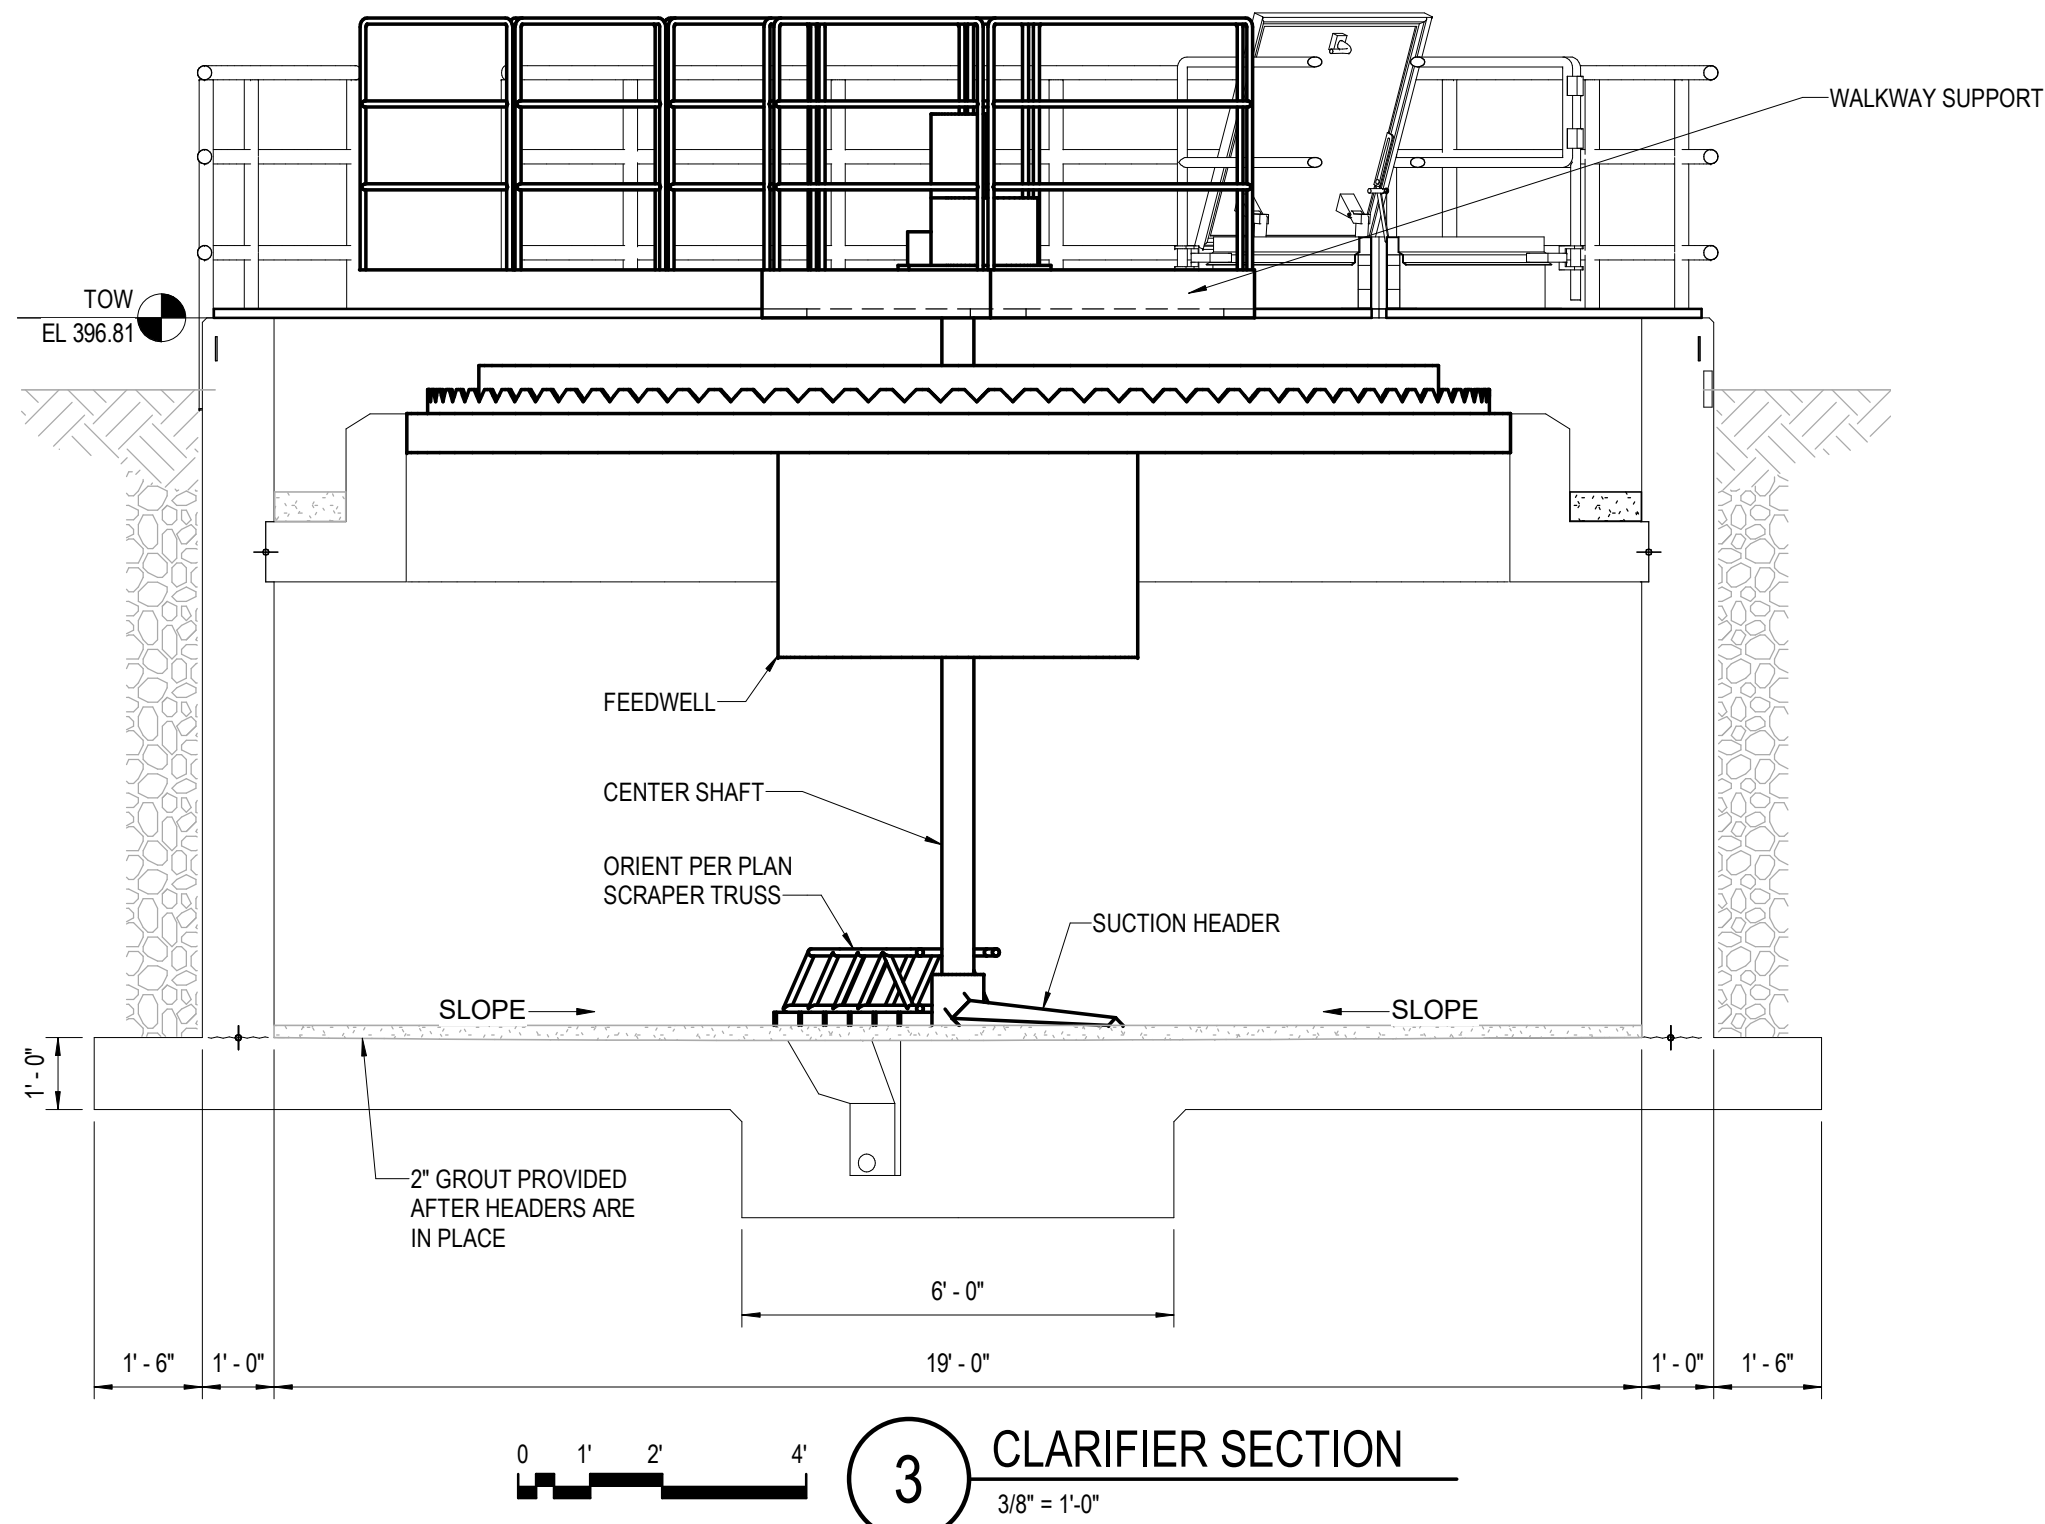 WALKWAY SUPPORT
TOW
EL 396.81
FEEDWELL
CENTER SHAFT
ORIENT PER PLAN
SCRAPER TRUSS
SUCTION HEADER
SLOPE
SLOPE
1' - 0"
2" GROUT PROVIDED
AFTER HEADERS ARE
IN PLACE
6' - 0"
1' - 6"
1' - 0"
19' - 0"
1' - 0"
1' - 6"
0 1' 2' 4'
3
CLARIFIER SECTION
3/8" = 1'-0"